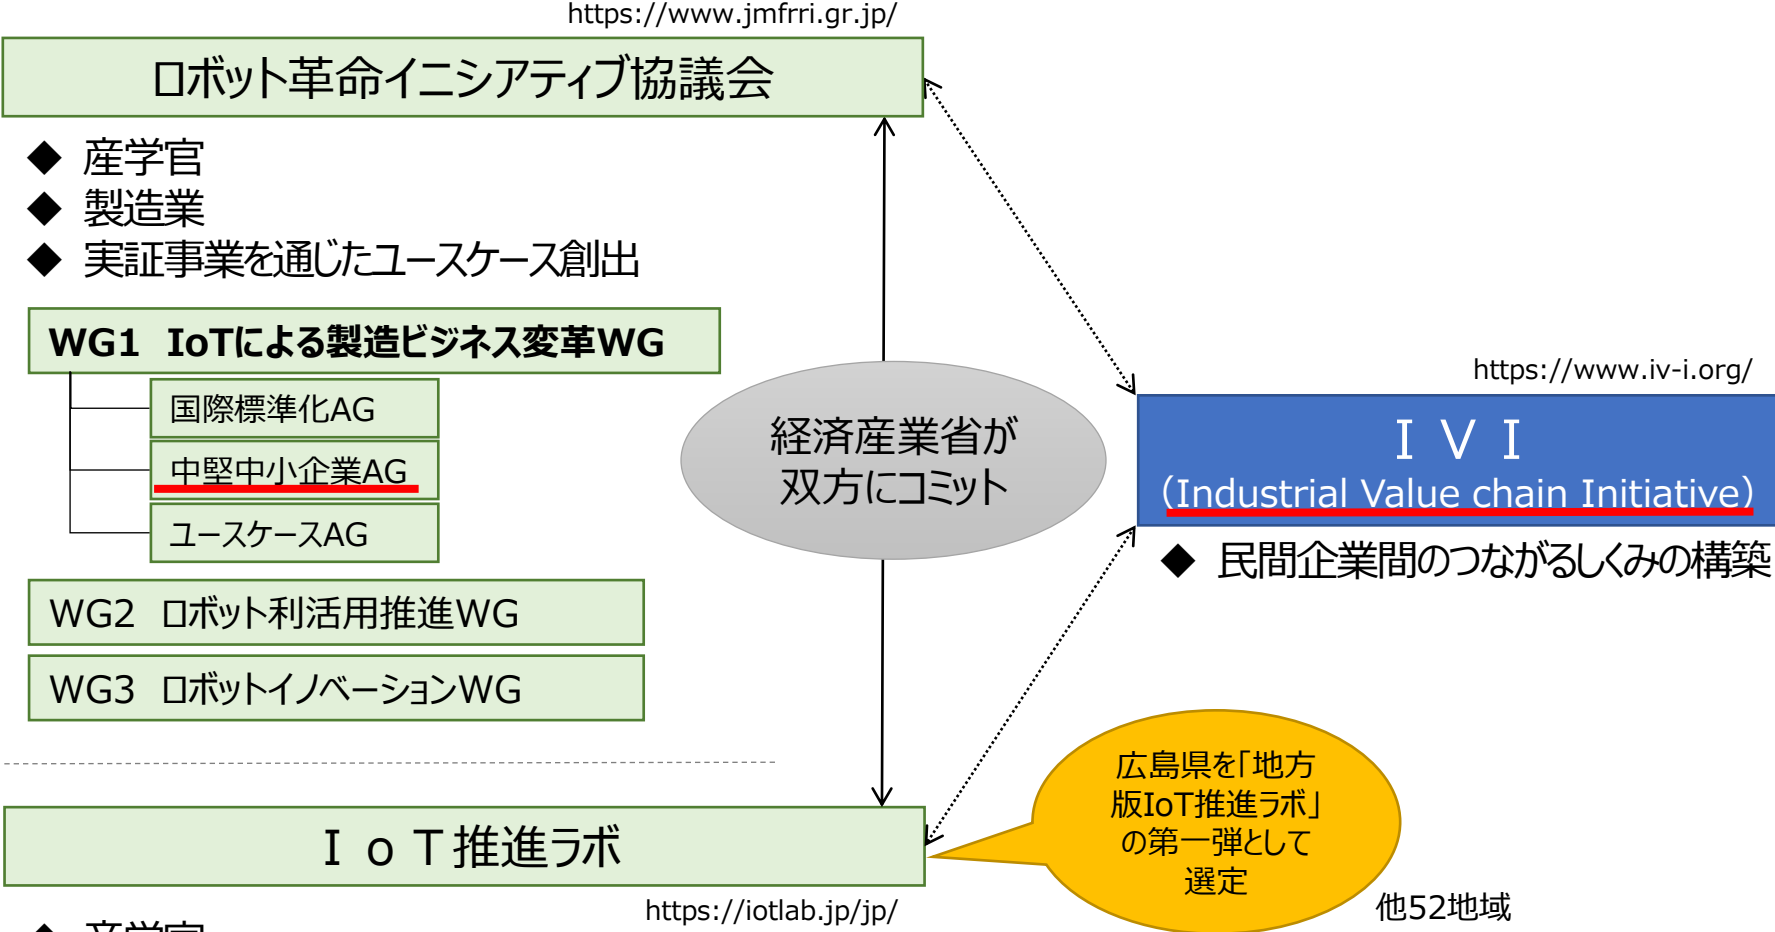 https://www.jmfrri.gr.jp/
ロボット革命イニシアティブ協議会
◆ 産学官
◆ 製造業
◆ 実証事業を通じたユースケース創出
WG1 IoTによる製造ビジネス変革WG
国際標準化AG
中堅中小企業AG
ユースケースAG
WG2 ロボット利活用推進WG
WG3 ロボットイノベーションWG
経済産業省が
双方にコミット
https://www.iv-i.org/
ＩＶＩ
（Industrial Value chain Initiative）
◆ 民間企業間のつながるしくみの構築
ＩｏＴ推進ラボ
https://iotlab.jp/jp/
広島県を「地方
版IoT推進ラボ」
の第一弾として
選定
他52地域
◆ 産学官